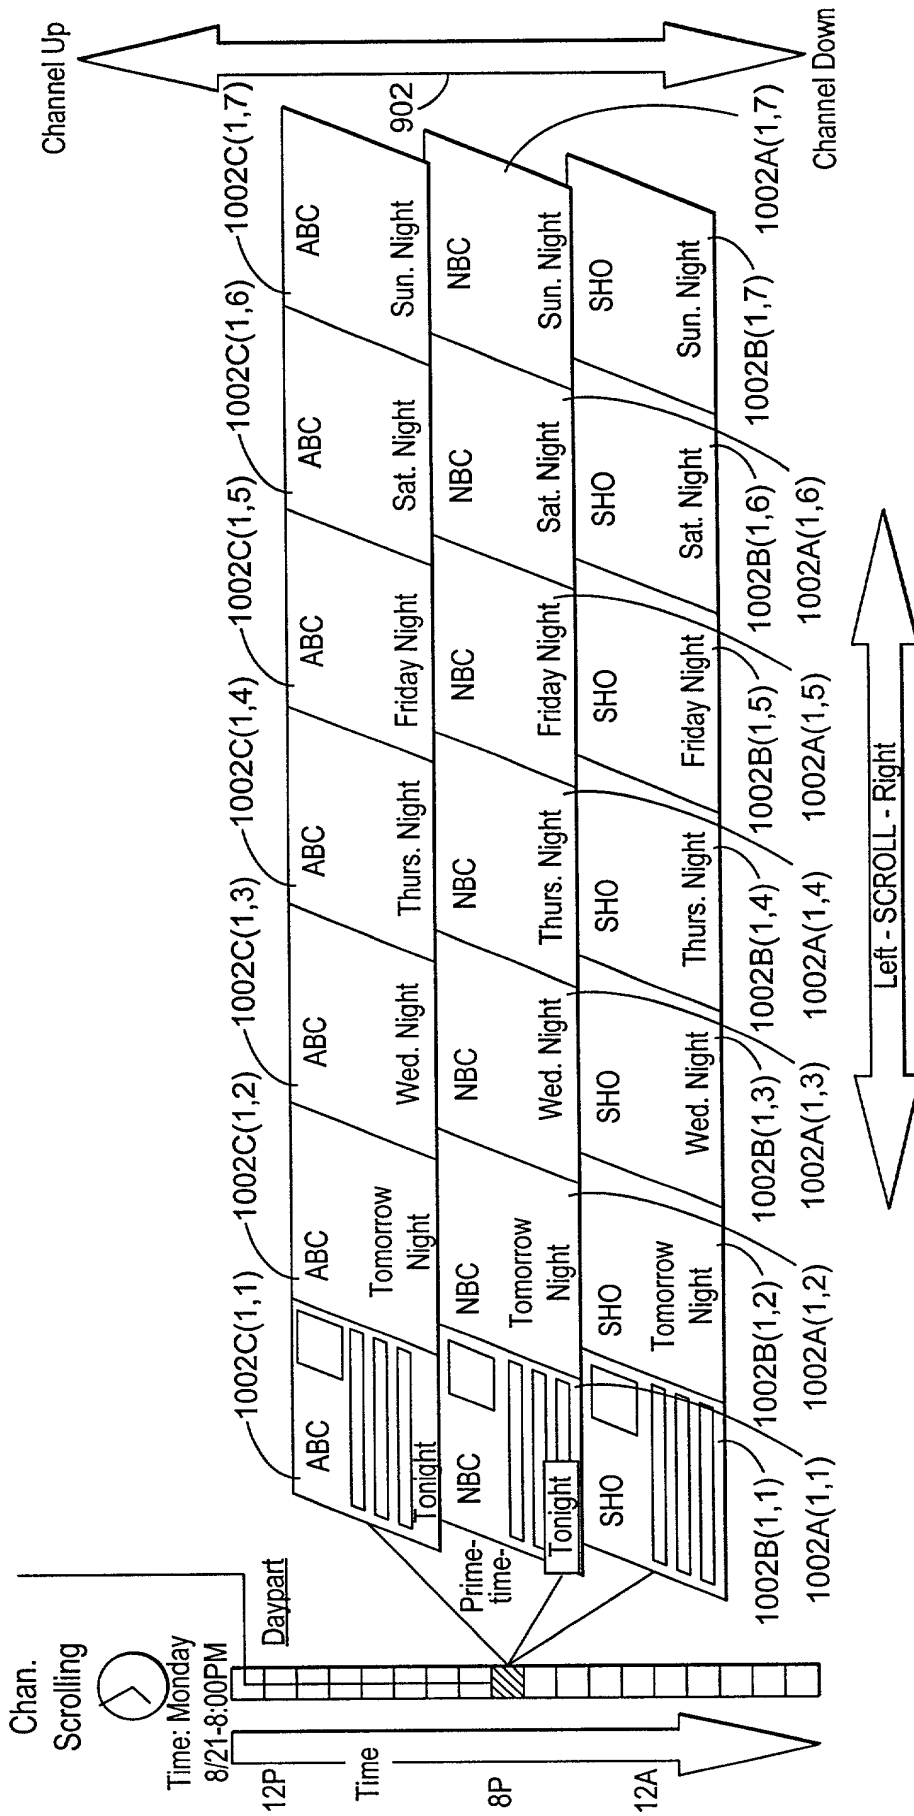 Chan.
Scrolling
Time: Monday
8/21-8:00PM
12P
Time
8P
12A
Daypart
Prime-
time-
Channel Up
902
Channel Down
1002C(1,1)
1002C(1,2)
1002C(1,3)
1002C(1,4)
1002C(1,5)
1002C(1,6)
1002C(1,7)
ABC
Tonight
ABC
Tomorrow
Night
ABC
Wed. Night
ABC
Thurs. Night
ABC
Friday Night
ABC
Sat. Night
ABC
Sun. Night
NBC
Tonight
NBC
Tomorrow
Night
NBC
Wed. Night
NBC
Thurs. Night
NBC
Friday Night
NBC
Sat. Night
NBC
Sun. Night
SHO
SHO
Tomorrow
Night
SHO
Wed. Night
SHO
Thurs. Night
SHO
Friday Night
SHO
Sat. Night
SHO
Sun. Night
1002B(1,1)
1002B(1,2)
1002B(1,3)
1002B(1,4)
1002B(1,5)
1002B(1,6)
1002B(1,7)
1002A(1,1)
1002A(1,2)
1002A(1,3)
1002A(1,4)
1002A(1,5)
1002A(1,6)
1002A(1,7)
Left - SCROLL - Right